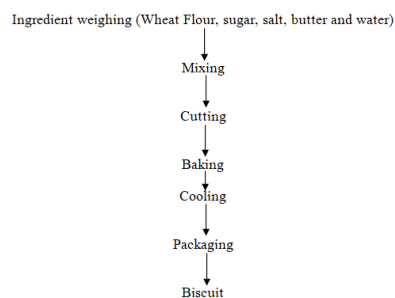 Ingredient weighing (Wheat Flour, sugar, salt, butter and water)
Mixing
Cutting
Baking
Cooling
Packaging
Biscuit